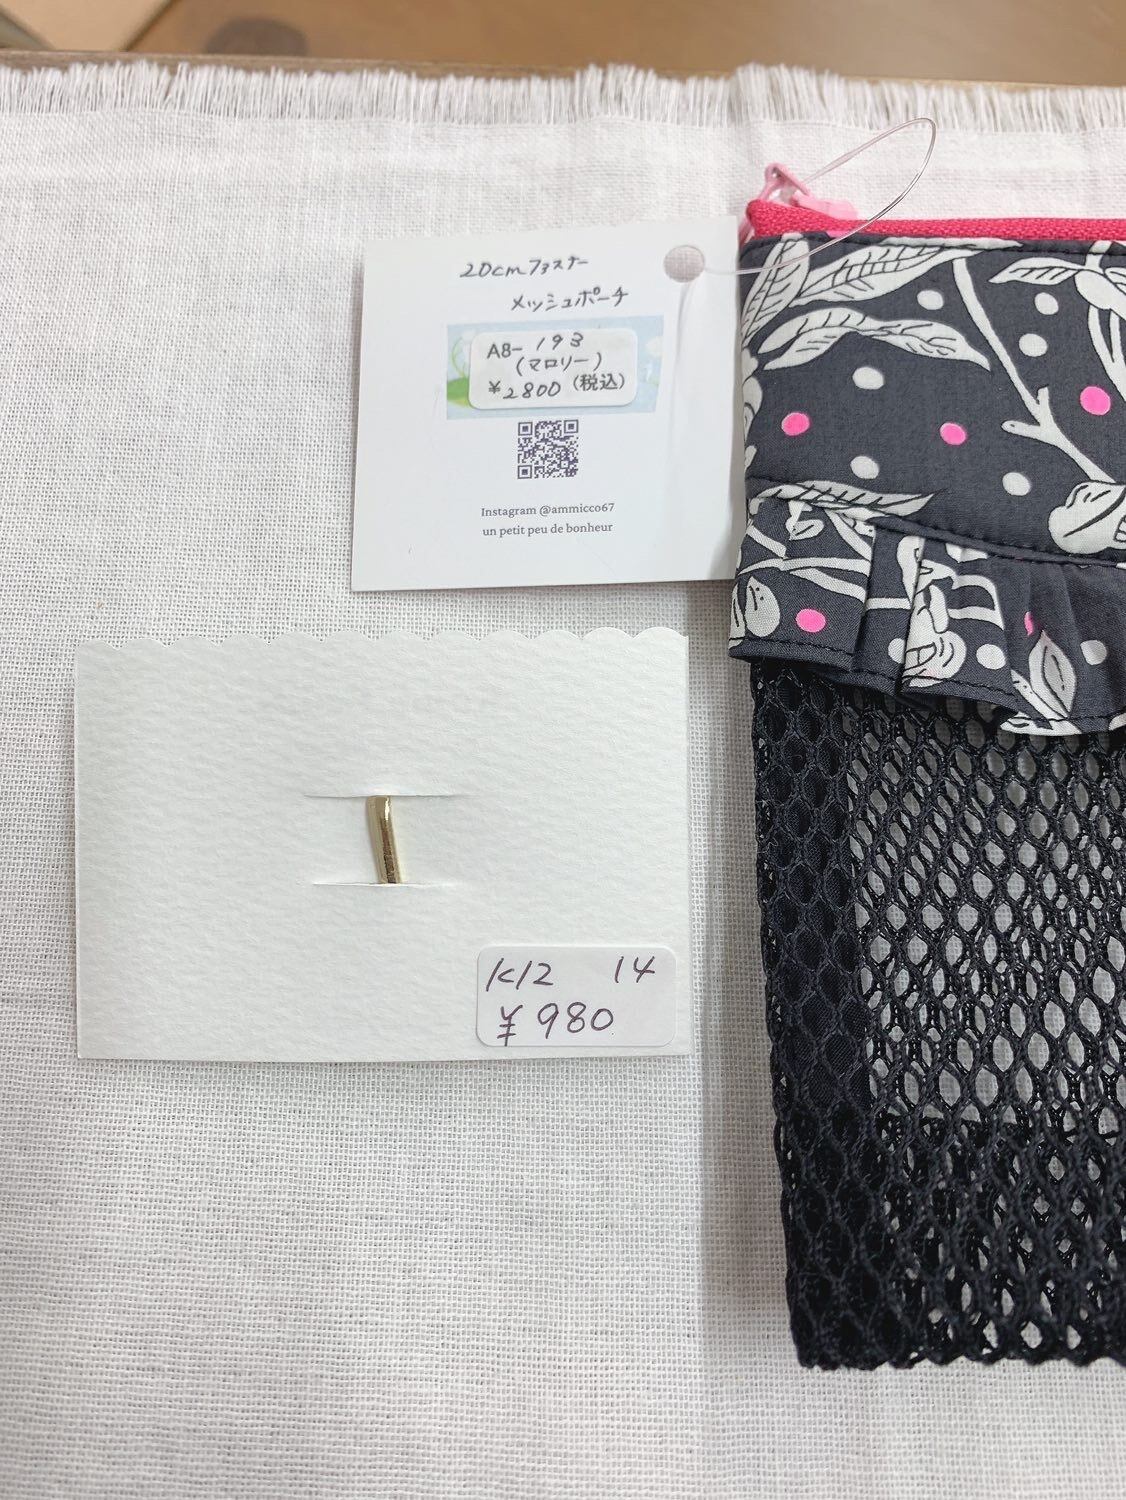 20cmファスナー
メッシュポーチ
A8-193
(マロリー)
¥2800(税込)
Instagram @ammicco67
un petit peu de bonheur
K12 14
¥980